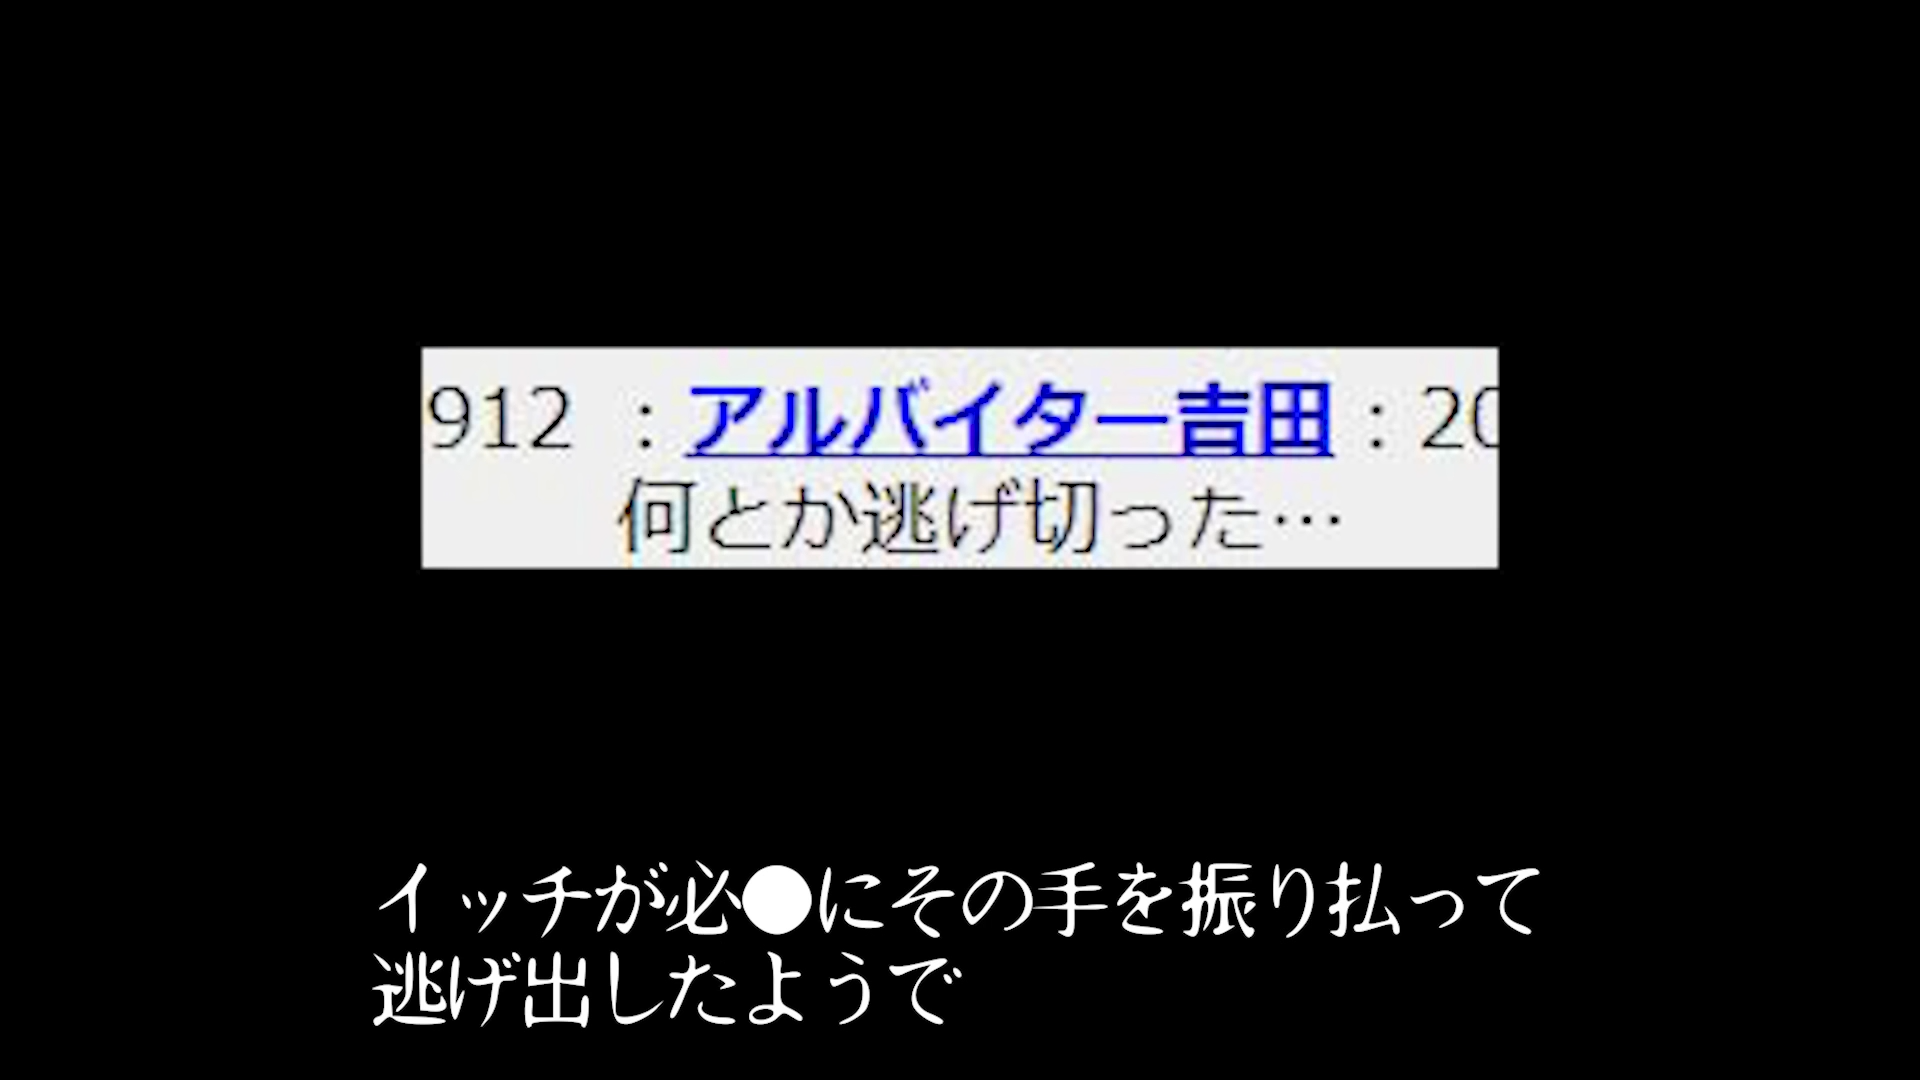 912 ：アルバイター吉田：20
何とか逃げ切った…
イッチが必●にその手を振り払って
逃げ出したようで